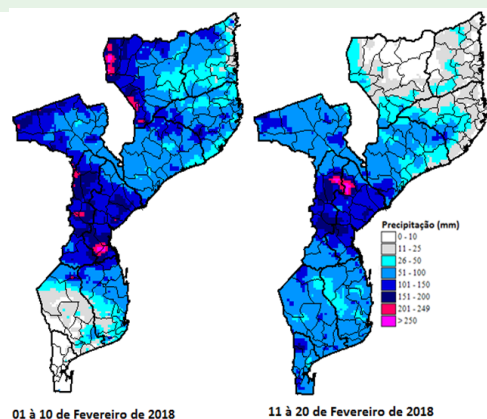 Precipitação (mm)
0 - 10
11 - 25
26 - 50
51 - 100
101 - 150
151 - 200
201 - 249
> 250
01 à 10 de Fevereiro de 2018
11 à 20 de Fevereiro de 2018